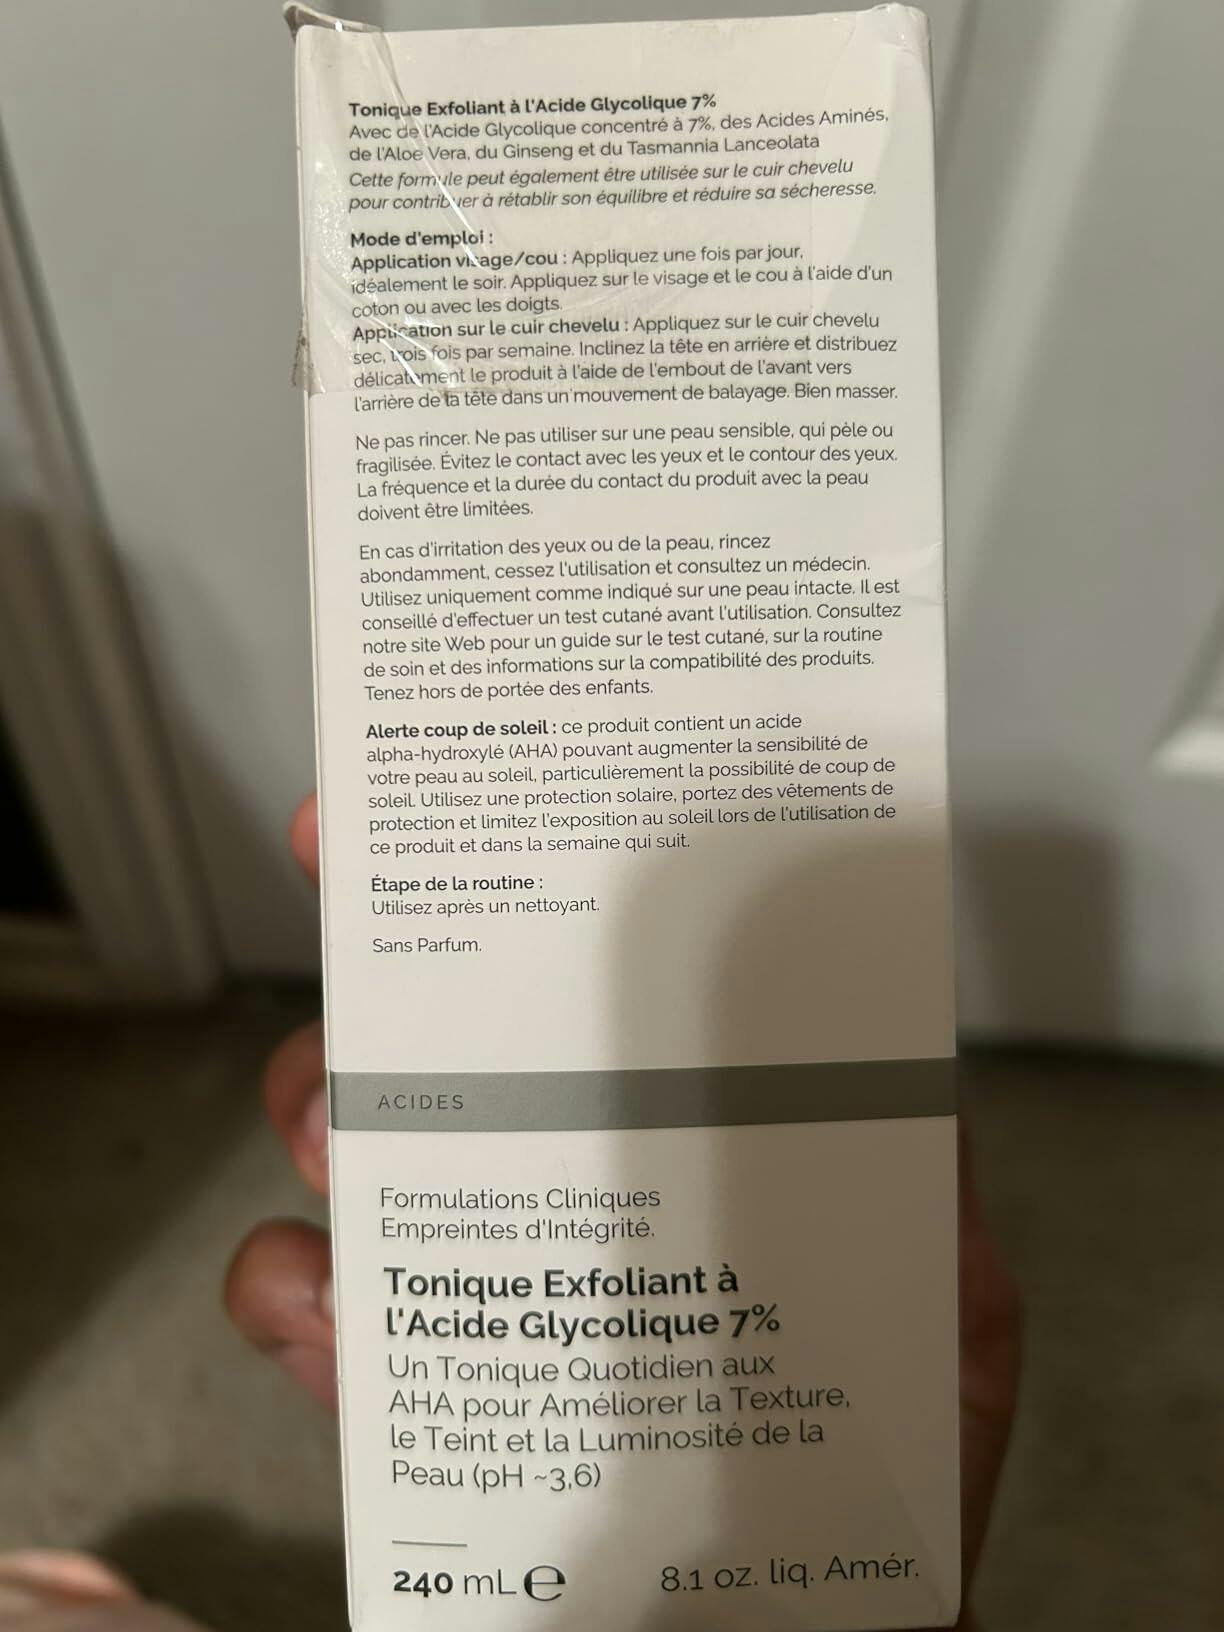 Tonique Exfoliant à l'Acide Glycolique 7%
Avec de l'Acide Glycolique concentré à 7%, des Acides Aminés,
de l'Aloe Vera, du Ginseng et du Tasmannia Lanceolata
Cette formule peut également être utilisée sur le cuir chevelu
pour contribuer à rétablir son équilibre et réduire sa sécheresse.
Mode d'emploi :
Application visage/cou : Appliquez une fois par jour,
idéalement le soir. Appliquez sur le visage et le cou à l'aide d'un
coton ou avec les doigts.
Application sur le cuir chevelu : Appliquez sur le cuir chevelu
sec, trois fois par semaine. Inclinez la tête en arrière et distribuez
délicatement le produit à l'aide de l'embout de l'avant vers
l'arrière de la tête dans un mouvement de balayage. Bien masser.
Ne pas rincer. Ne pas utiliser sur une peau sensible, qui pèle ou
fragilisée. Évitez le contact avec les yeux et le contour des yeux.
La fréquence et la durée du contact du produit avec la peau
doivent être limitées.
En cas d'irritation des yeux ou de la peau, rincez
abondamment, cessez l'utilisation et consultez un médecin.
Utilisez uniquement comme indiqué sur une peau intacte. Il est
conseillé d'effectuer un test cutané avant l'utilisation. Consultez
notre site Web pour un guide sur le test cutané, sur la routine
de soin et des informations sur la compatibilité des produits.
Tenez hors de portée des enfants.
Alerte coup de soleil : ce produit contient un acide
alpha-hydroxylé (AHA) pouvant augmenter la sensibilité de
votre peau au soleil, particulièrement la possibilité de coup de
soleil. Utilisez une protection solaire, portez des vêtements de
protection et limitez l'exposition au soleil lors de l'utilisation de
ce produit et dans la semaine qui suit.
Étape de la routine :
Utilisez après un nettoyant.
Sans Parfum.
ACIDES
Formulations Cliniques
Empreintes d'Intégrité.
Tonique Exfoliant à
l'Acide Glycolique 7%
Un Tonique Quotidien aux
AHA pour Améliorer la Texture,
le Teint et la Luminosité de la
Peau (pH ~3,6)
240 mL ℮ 8.1 oz. liq. Amér.